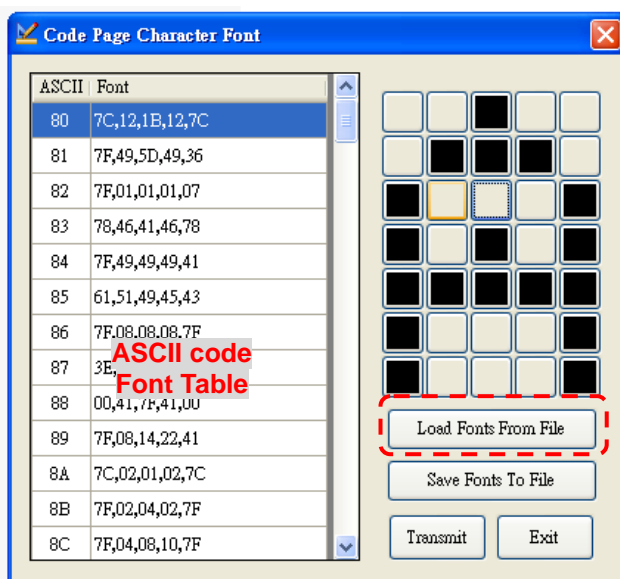 Code Page Character Font
ASCII Font
80 7C,12,1B,12,7C
81 7F,49,5D,49,36
82 7F,01,01,01,07
83 78,46,41,46,78
84 7F,49,49,49,41
85 61,51,49,45,43
86 7F,08,08,08,7F
87 3E,
ASCII code
Font Table
88 00,41,7F,41,00
89 7F,08,14,22,41
8A 7C,02,01,02,7C
8B 7F,02,04,02,7F
8C 7F,04,08,10,7F
Load Fonts From File
Save Fonts To File
Transmit Exit